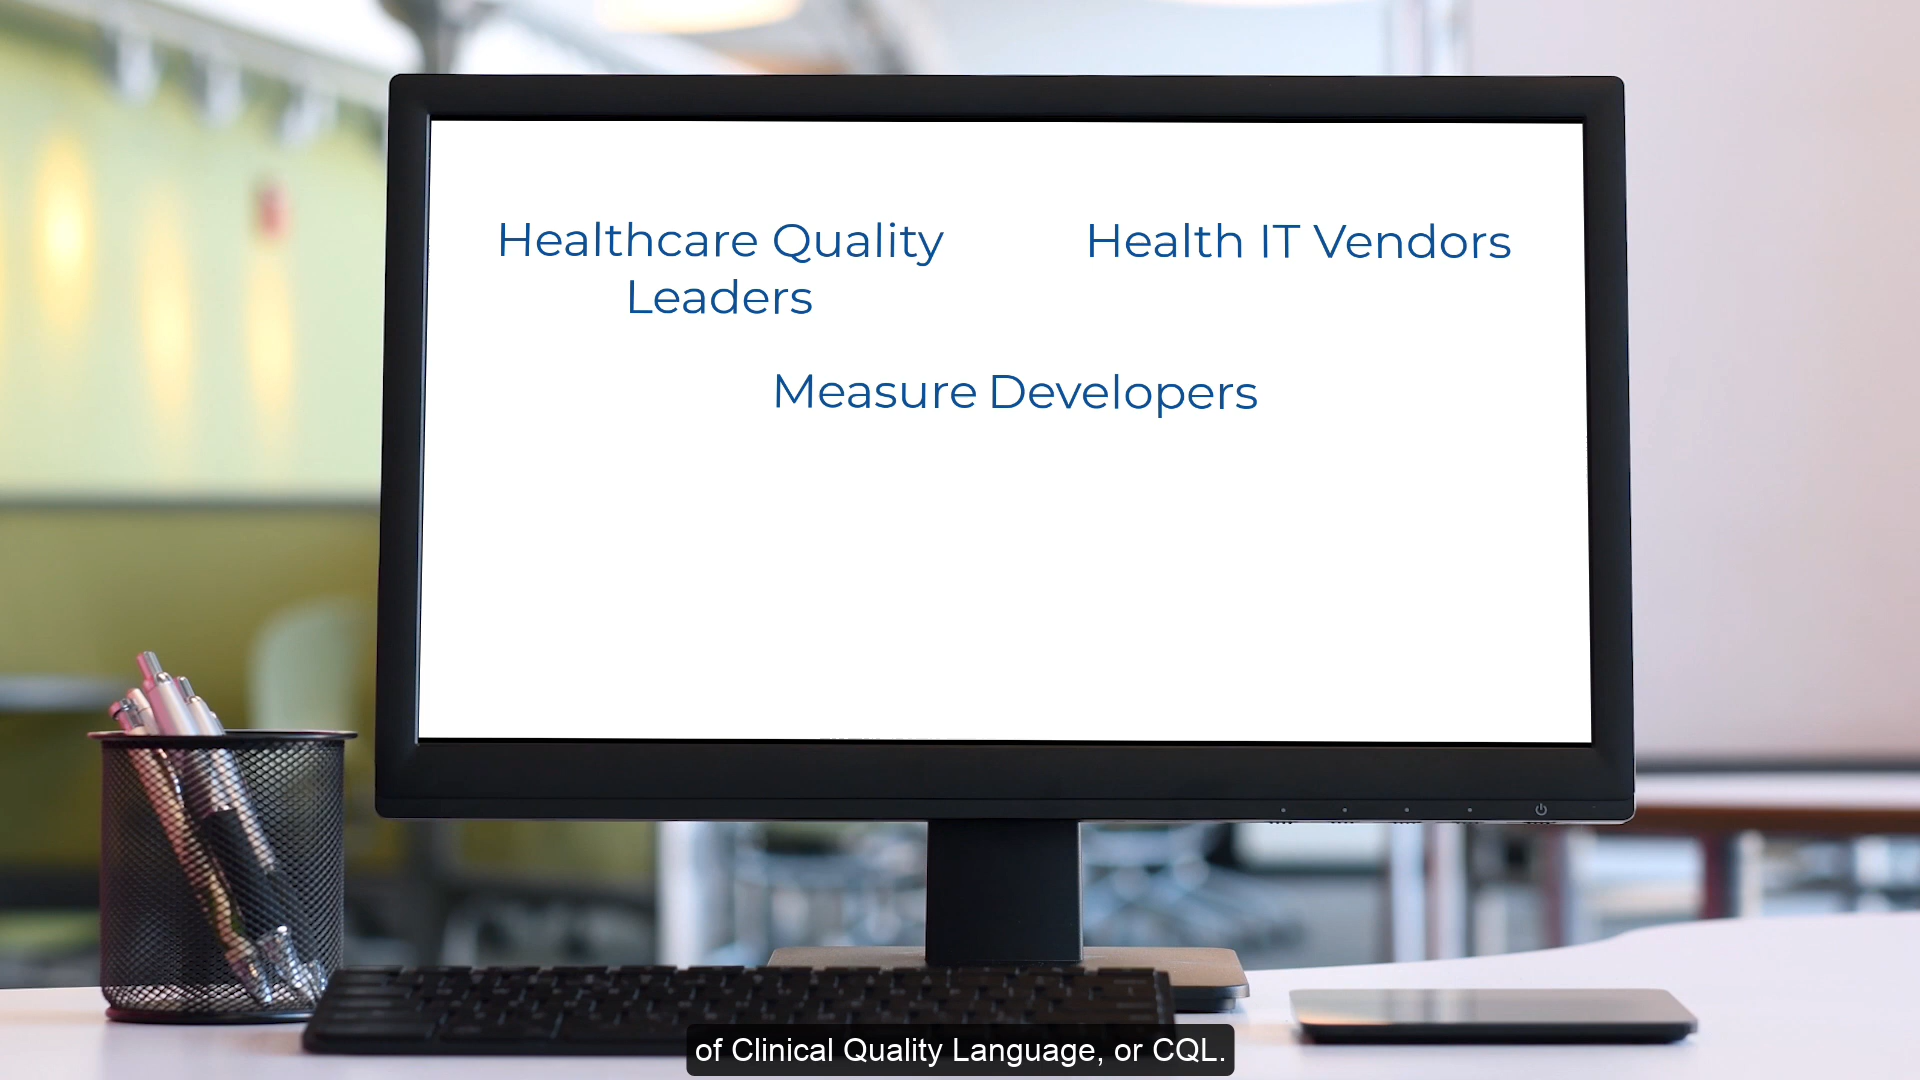 Healthcare Quality
Leaders
Health IT Vendors
Measure Developers
of Clinical Quality Language, or CQL.